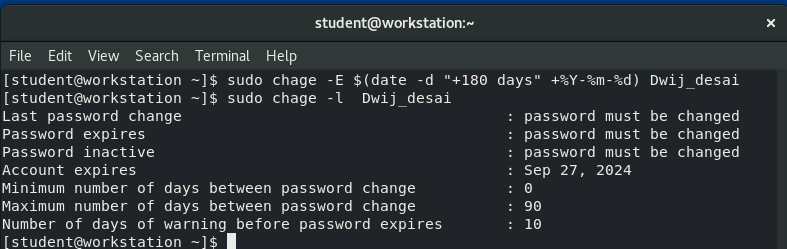 student@workstation:~ ×
File Edit View Search Terminal Help
[student@workstation ~]$ sudo chage -E $(date -d "+180 days" +%Y-%m-%d) Dwij_desai
[student@workstation ~]$ sudo chage -l  Dwij_desai
Last password change                                    : password must be changed
Password expires                                        : password must be changed
Password inactive                                       : password must be changed
Account expires                                         : Sep 27, 2024
Minimum number of days between password change          : 0
Maximum number of days between password change          : 90
Number of days of warning before password expires       : 10
[student@workstation ~]$